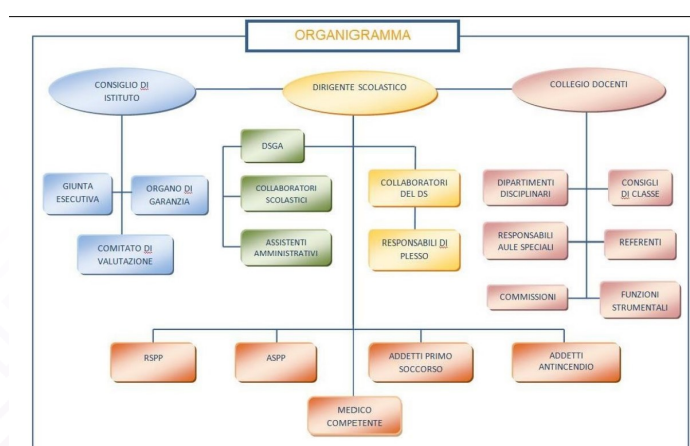 ORGANIGRAMMA
CONSIGLIO DI
ISTITUTO
DIRIGENTE SCOLASTICO
COLLEGIO DOCENTI
DSGA
GIUNTA
ESECUTIVA
ORGANO DI
GARANZIA
COLLABORATORI
SCOLASTICI
COLLABORATORI
DEL DS
DIPARTIMENTI
DISCIPLINARI
CONSIGLI
DI CLASSE
COMITATO DI
VALUTAZIONE
ASSISTENTI
AMMINISTRATIVI
RESPONSABILI DI
PLESSO
RESPONSABILI
AULE SPECIALI
REFERENTI
COMMISSIONI
FUNZIONI
STRUMENTALI
RSPP
ASPP
ADDETTI PRIMO
SOCCORSO
ADDETTI
ANTINCENDIO
MEDICO
COMPETENTE